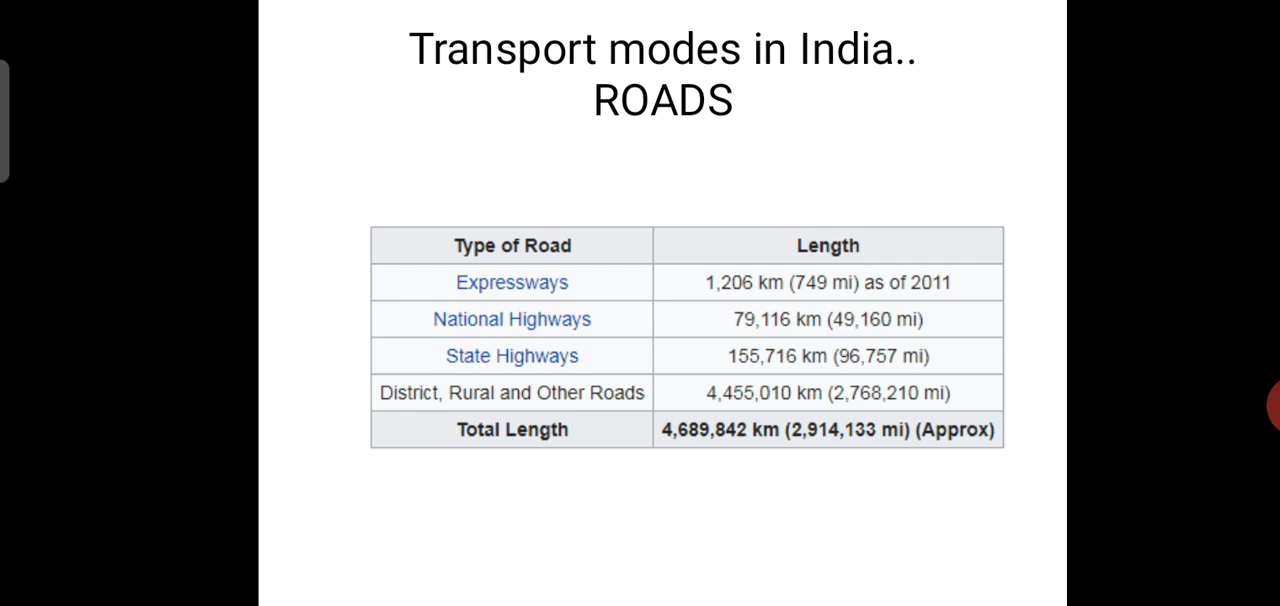 Transport modes in India..
ROADS
Type of Road Length
Expressways 1,206 km (749 mi) as of 2011
National Highways 79,116 km (49,160 mi)
State Highways 155,716 km (96,757 mi)
District, Rural and Other Roads 4,455,010 km (2,768,210 mi)
Total Length 4,689,842 km (2,914,133 mi) (Approx)